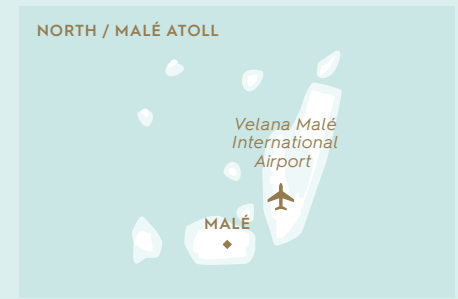 NORTH / MALÉ ATOLL
Velana Malé
International
Airport
MALÉ